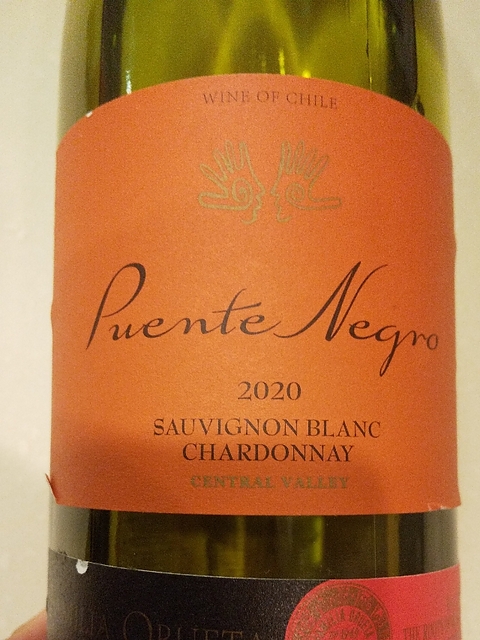 WINE OF CHILE
Puente Negro
2020
SAUVIGNON BLANC
CHARDONNAY
CENTRAL VALLEY